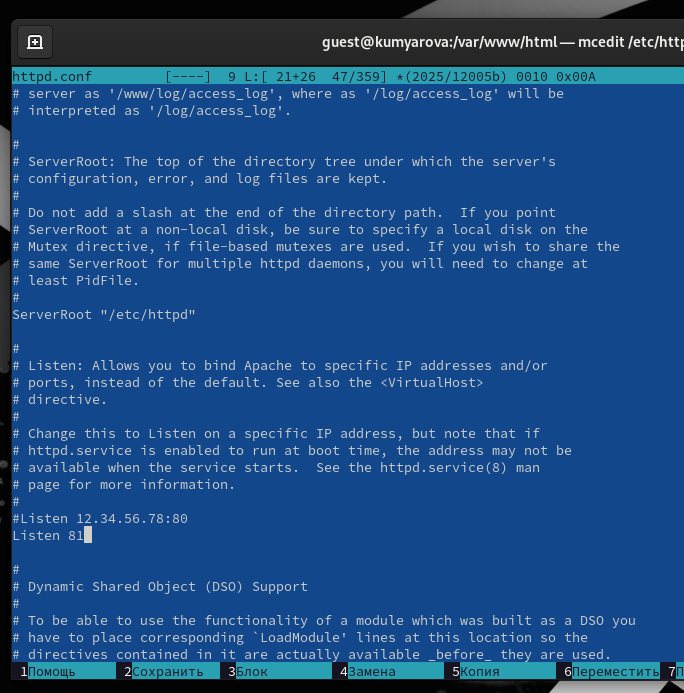 guest@kumyarova:/var/www/html — mcedit /etc/http
httpd.conf         [----]  9 L:[ 21+26  47/359] *(2025/12005b) 0010 0x00A
# server as '/www/log/access_log', where as '/log/access_log' will be
# interpreted as '/log/access_log'.
#
# ServerRoot: The top of the directory tree under which the server's
# configuration, error, and log files are kept.
#
# Do not add a slash at the end of the directory path.  If you point
# ServerRoot at a non-local disk, be sure to specify a local disk on the
# Mutex directive, if file-based mutexes are used.  If you wish to share the
# same ServerRoot for multiple httpd daemons, you will need to change at
# least PidFile.
#
ServerRoot "/etc/httpd"
#
# Listen: Allows you to bind Apache to specific IP addresses and/or
# ports, instead of the default. See also the <VirtualHost>
# directive.
#
# Change this to Listen on a specific IP address, but note that if
# httpd.service is enabled to run at boot time, the address may not be
# available when the service starts.  See the httpd.service(8) man
# page for more information.
#
#Listen 12.34.56.78:80
Listen 81
#
# Dynamic Shared Object (DSO) Support
#
# To be able to use the functionality of a module which was built as a DSO you
# have to place corresponding `LoadModule' lines at this location so the
# directives contained in it are actually available _before_ they are used.
1Помощь 2Сохранить 3Блок 4Замена 5Копия 6Переместить 7П